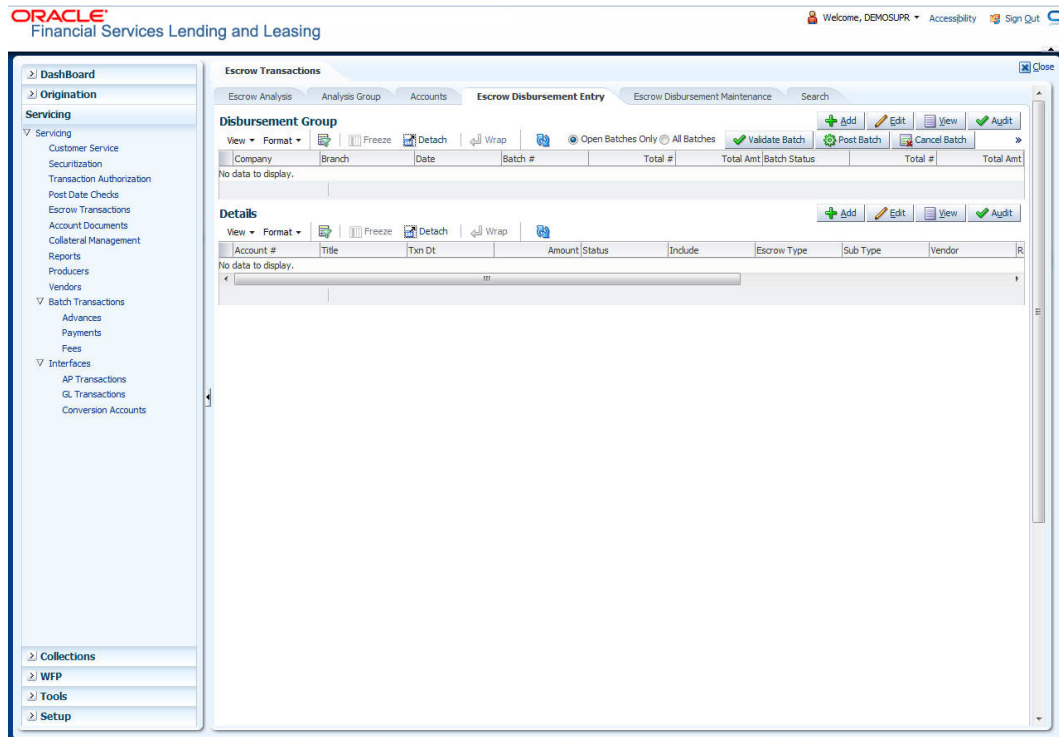 ORACLE®
Financial Services Lending and Leasing
Welcome, DEMOSUPR Accessibility Sign Out
Close
DashBoard
Origination
Servicing
Servicing
Customer Service
Securitization
Transaction Authorization
Post Date Checks
Escrow Transactions
Account Documents
Collateral Management
Reports
Producers
Vendors
Batch Transactions
Advances
Payments
Fees
Interfaces
AP Transactions
GL Transactions
Conversion Accounts
Collections
WFP
Tools
Setup
Escrow Transactions
Escrow Analysis Analysis Group Accounts Escrow Disbursement Entry Escrow Disbursement Maintenance Search
Disbursement Group Add Edit View Audit
View Format Freeze Detach Wrap Open Batches Only All Batches Validate Batch Post Batch Cancel Batch »
Company Branch Date Batch # Total # Total Amt Batch Status Total # Total Amt
No data to display.
Details Add Edit View Audit
View Format Freeze Detach Wrap
Account # Title Txn Dt Amount Status Include Escrow Type Sub Type Vendor R
No data to display.